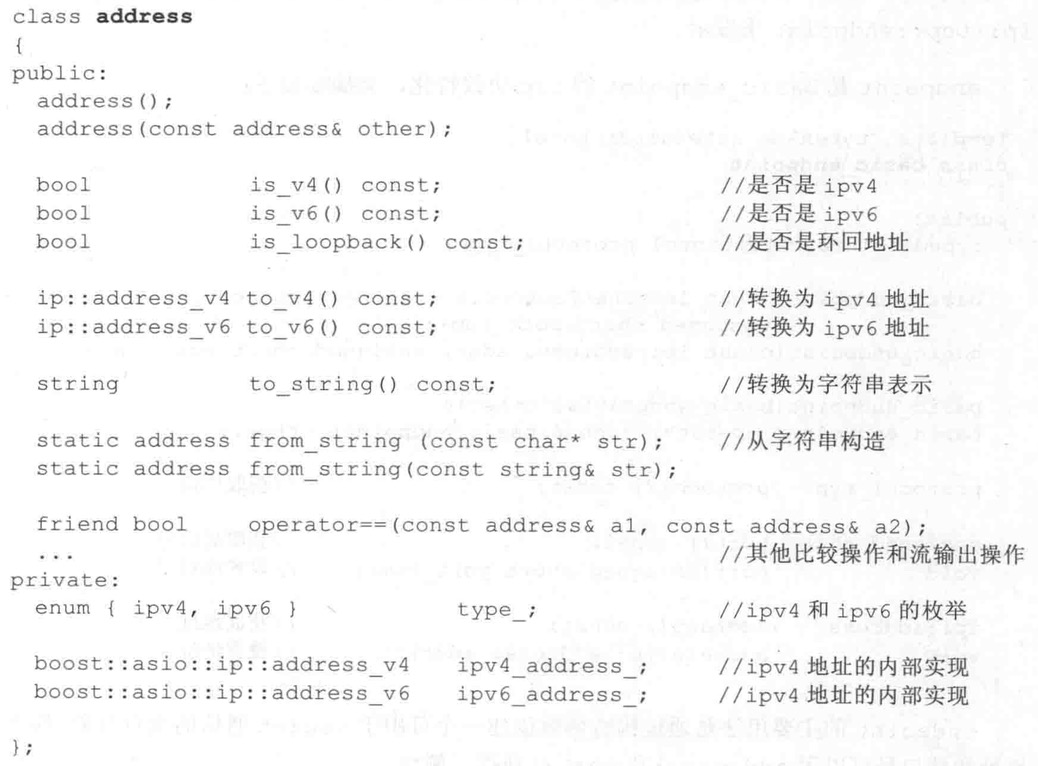 class address
{
public:
  address();
  address(const address& other);
  bool            is_v4() const;                      //是否是 ipv4
  bool            is_v6() const;                      //是否是 ipv6
  bool            is_loopback() const;                //是否是环回地址
  ip::address_v4 to_v4() const;                       //转换为 ipv4 地址
  ip::address_v6 to_v6() const;                       //转换为 ipv6 地址
  string          to_string() const;                  //转换为字符串表示
  static address from_string (const char* str);       //从字符串构造
  static address from_string(const string& str);
  friend bool     operator==(const address& a1, const address& a2);
  ...                                                 //其他比较操作和流输出操作
private:
  enum { ipv4, ipv6 }             type_;              //ipv4 和 ipv6 的枚举
  boost::asio::ip::address_v4    ipv4_address_;       //ipv4 地址的内部实现
  boost::asio::ip::address_v6    ipv6_address_;       //ipv4 地址的内部实现
};